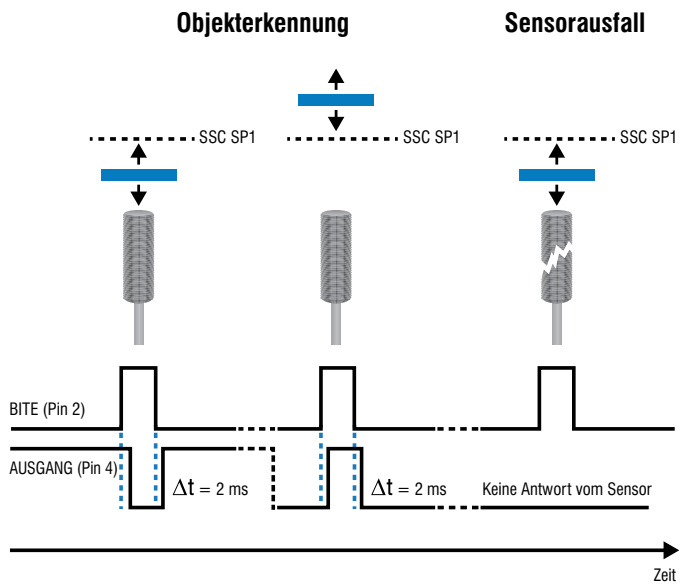 Objekterkennung
Sensorausfall
SSC SP1
SSC SP1
SSC SP1
BITE (Pin 2)
AUSGANG (Pin 4)
Δt = 2 ms
Δt = 2 ms
Keine Antwort vom Sensor
Zeit